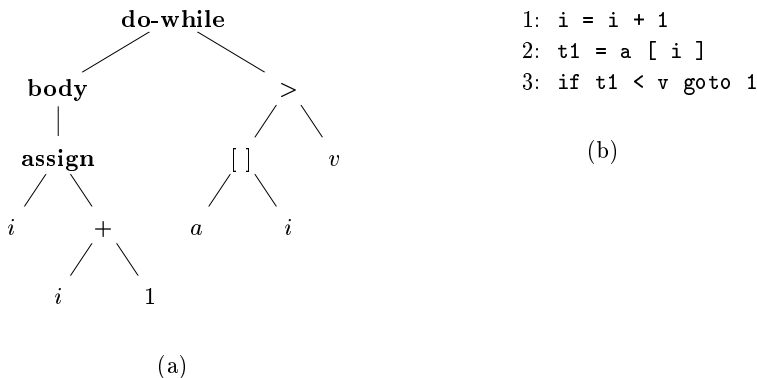 do-while
body >
assign [ ] v
i + a i
i 1
(a)
1: i = i + 1
2: t1 = a [ i ]
3: if t1 < v goto 1
(b)